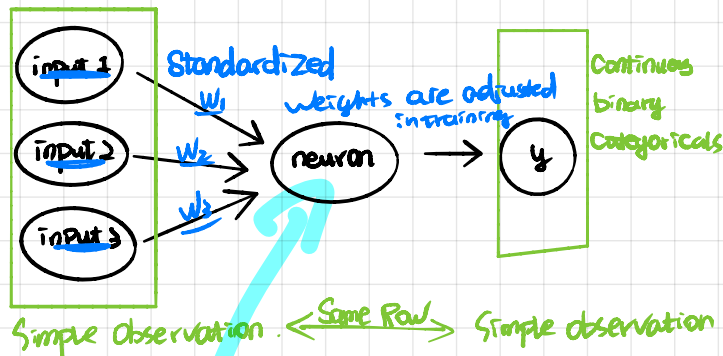 input 1
Standardized
W1
Weights are adjusted
in training
input 2
W2
neuron
y
Continuous
binary
Categoricals
input 3
W3
Simple observation
Same Row
Simple observation